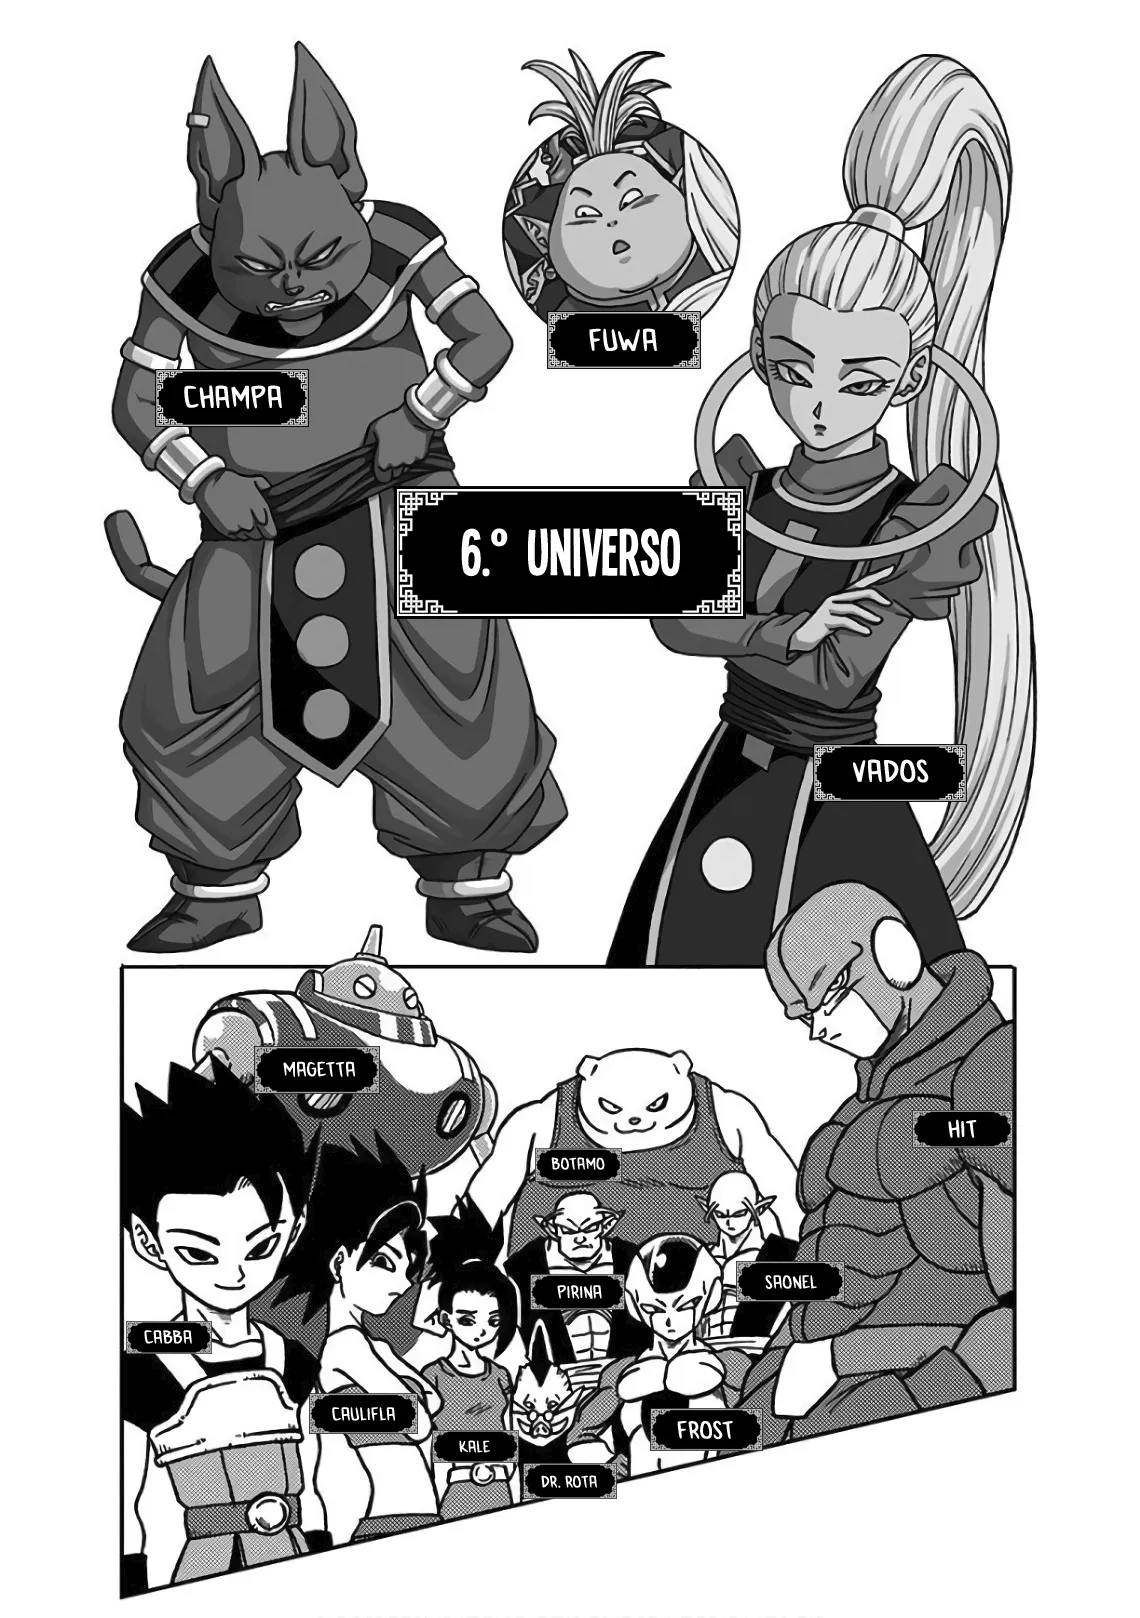 FUWA
CHAMPA
6.º UNIVERSO
VADOS
MAGETTA
HIT
BOTAMO
SAONEL
PIRINA
CABBA
CAULIFLA
FROST
KALE
DR. ROTA